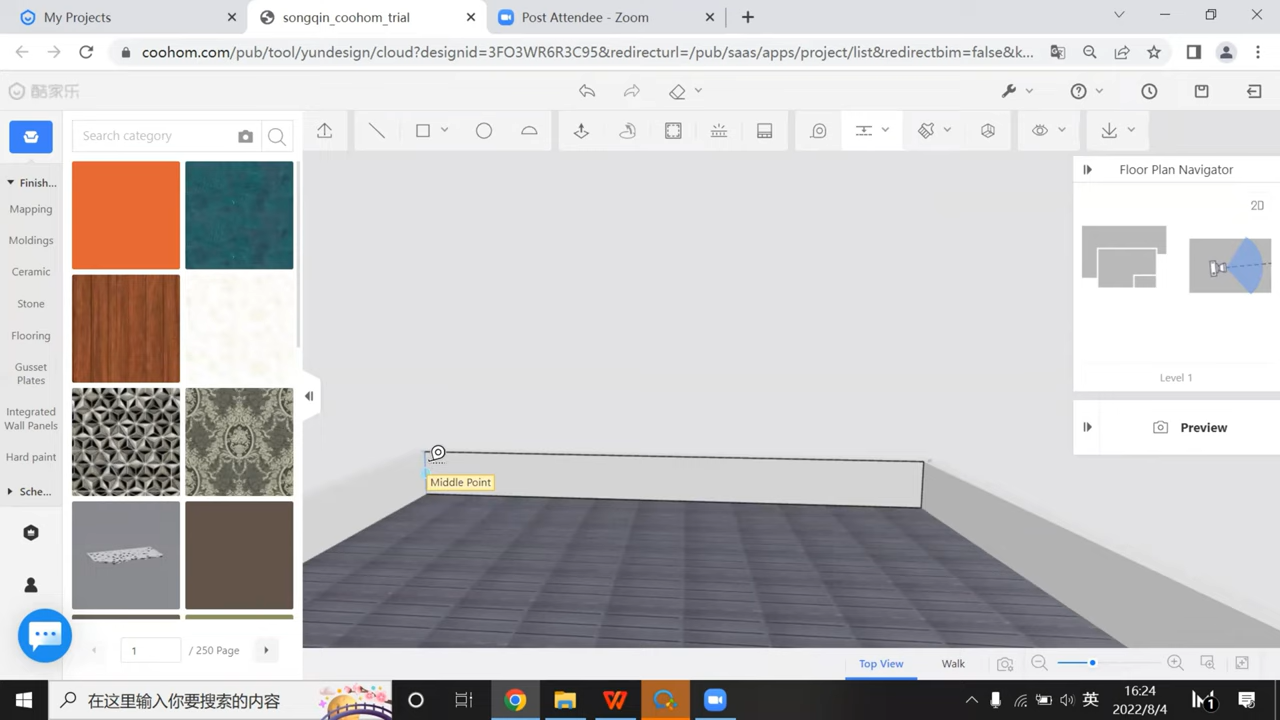 My Projects
songqin_coohom_trial
Post Attendee - Zoom
coohom.com/pub/tool/yundesign/cloud?designid=3FO3WR6R3C95&redirecturl=/pub/saas/apps/project/list&redirectbim=false&k...
酷家乐
Search category
Finish...
Mapping
Moldings
Ceramic
Stone
Flooring
Gusset
Plates
Integrated
Wall Panels
Hard paint
Sche...
1
/ 250 Page
Middle Point
Floor Plan Navigator
2D
Level 1
Preview
Top View
Walk
在这里输入你要搜索的内容
英
16:24
2022/8/4
1